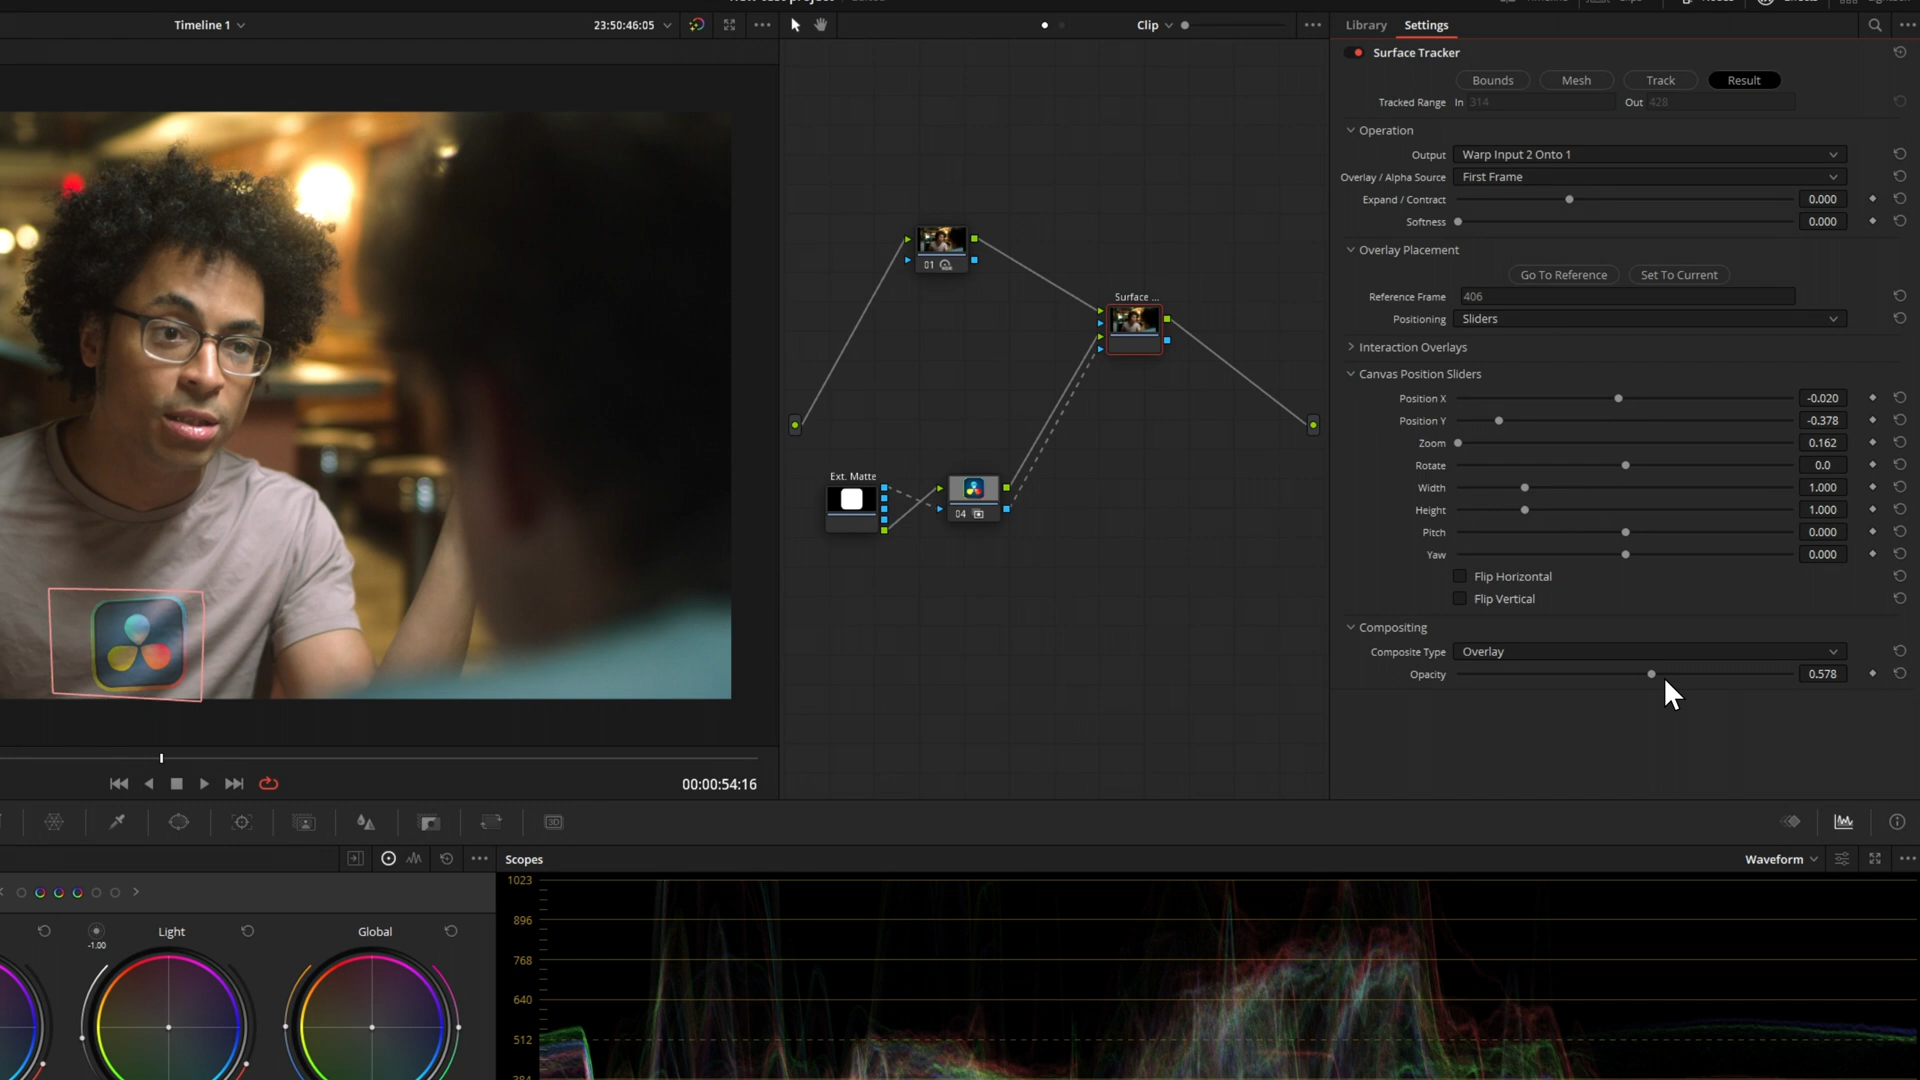 Timeline 1
23:50:46:05
Clip
Library
Settings
Surface Tracker
Bounds
Mesh
Track
Result
Tracked Range
In
314
Out
428
Operation
Output
Warp Input 2 Onto 1
Overlay / Alpha Source
First Frame
Expand / Contract
0.000
Softness
0.000
Overlay Placement
Go To Reference
Set To Current
Reference Frame
406
Positioning
Sliders
Interaction Overlays
Canvas Position Sliders
Position X
-0.020
Position Y
-0.378
Zoom
0.162
Rotate
0.0
Width
1.000
Height
1.000
Pitch
0.000
Yaw
0.000
Flip Horizontal
Flip Vertical
Compositing
Composite Type
Overlay
Opacity
0.578
01
Surface ...
Ext. Matte
04
00:00:54:16
3D
Scopes
Waveform
1023
896
768
640
512
384
-1.00
Light
Global